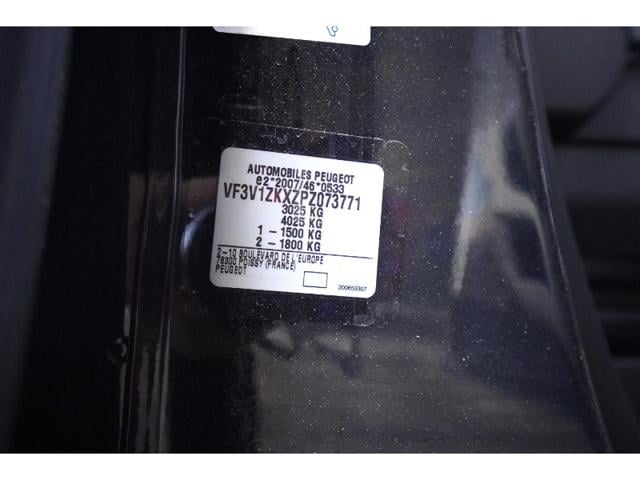 AUTOMOBILES PEUGEOT
e2*2007/46*0533
VF3V1ZKXZPZ073771
3025 KG
4025 KG
1 - 1500 KG
2 - 1800 KG
2-10 BOULEVARD DE L'EUROPE
78300 POISSY (FRANCE)
PEUGEOT
200659307